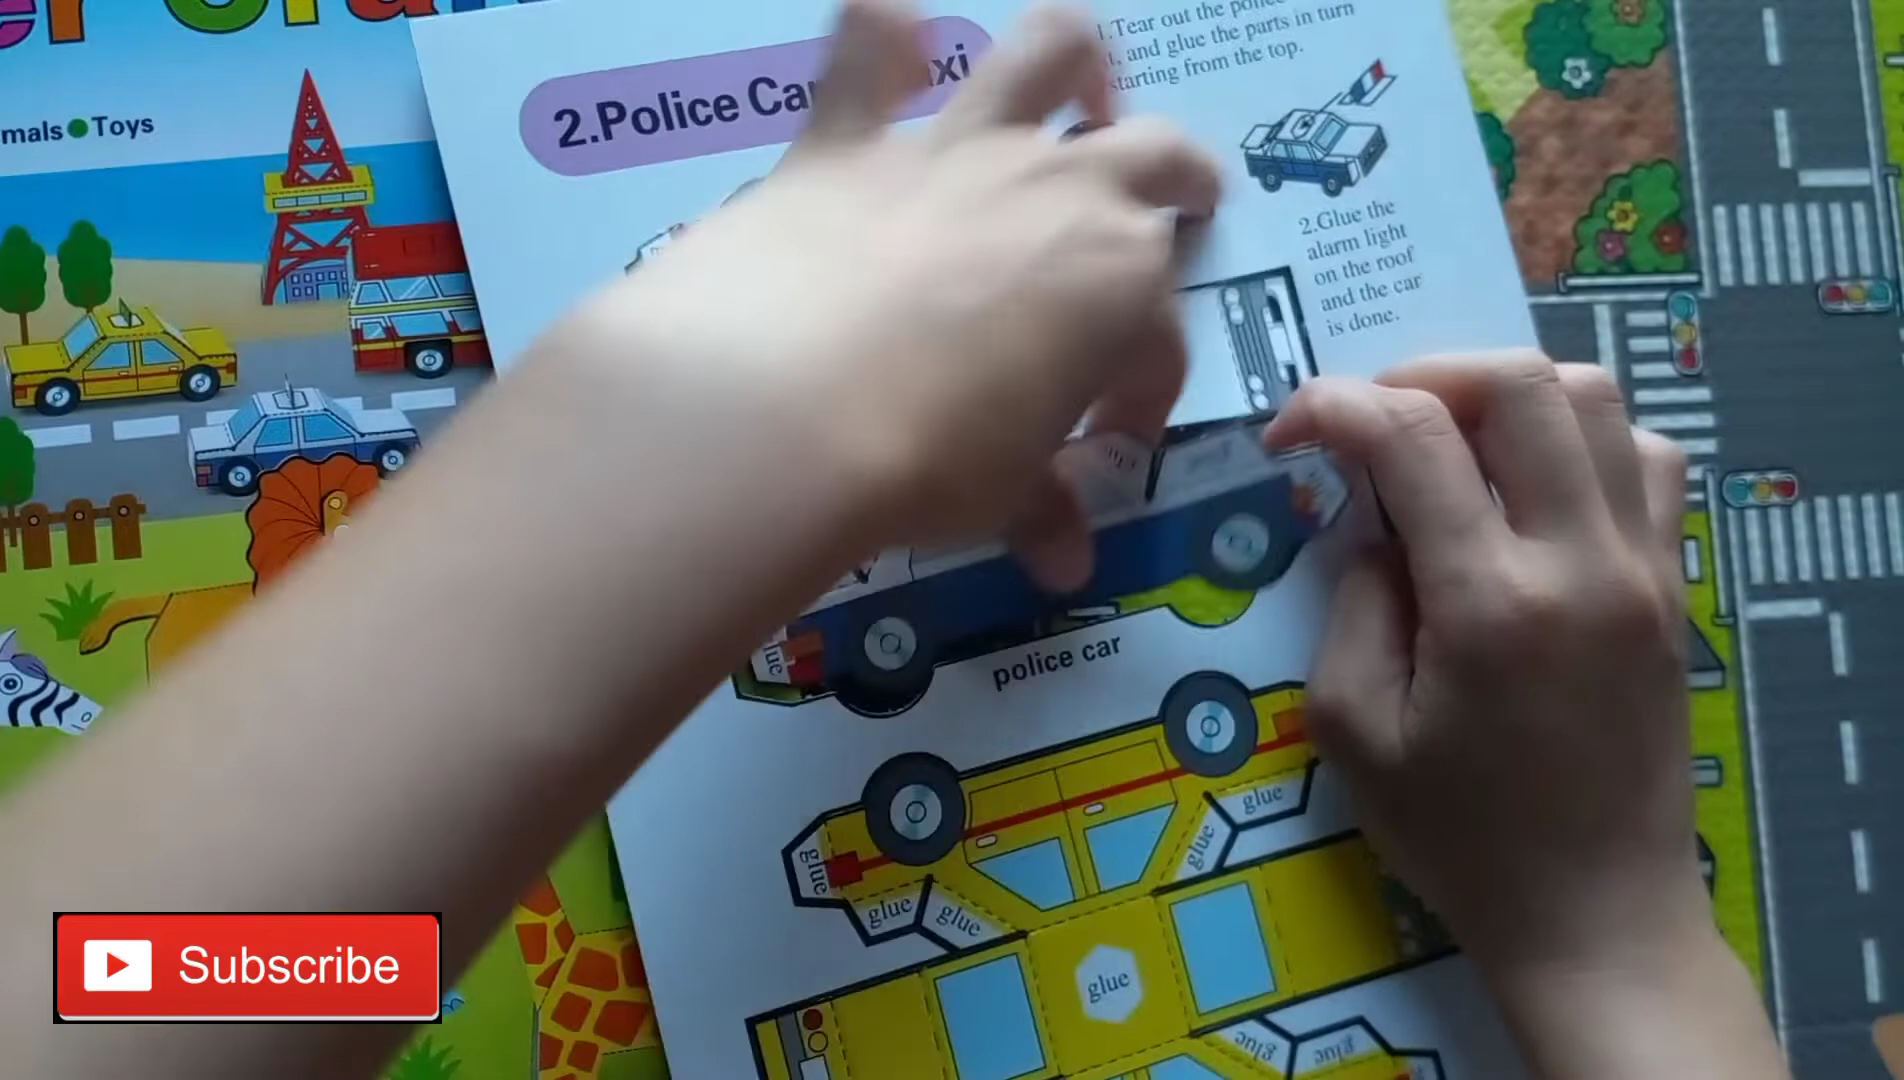 mals ● Toys
2.Police Ca
xi
1.Tear out the
, and glue the parts in turn
starting from the top.
2.Glue the
alarm light
on the roof
and the car
is done.
glue
police car
glue
glue
glue
glue
glue
glue
glue
glue
Subscribe